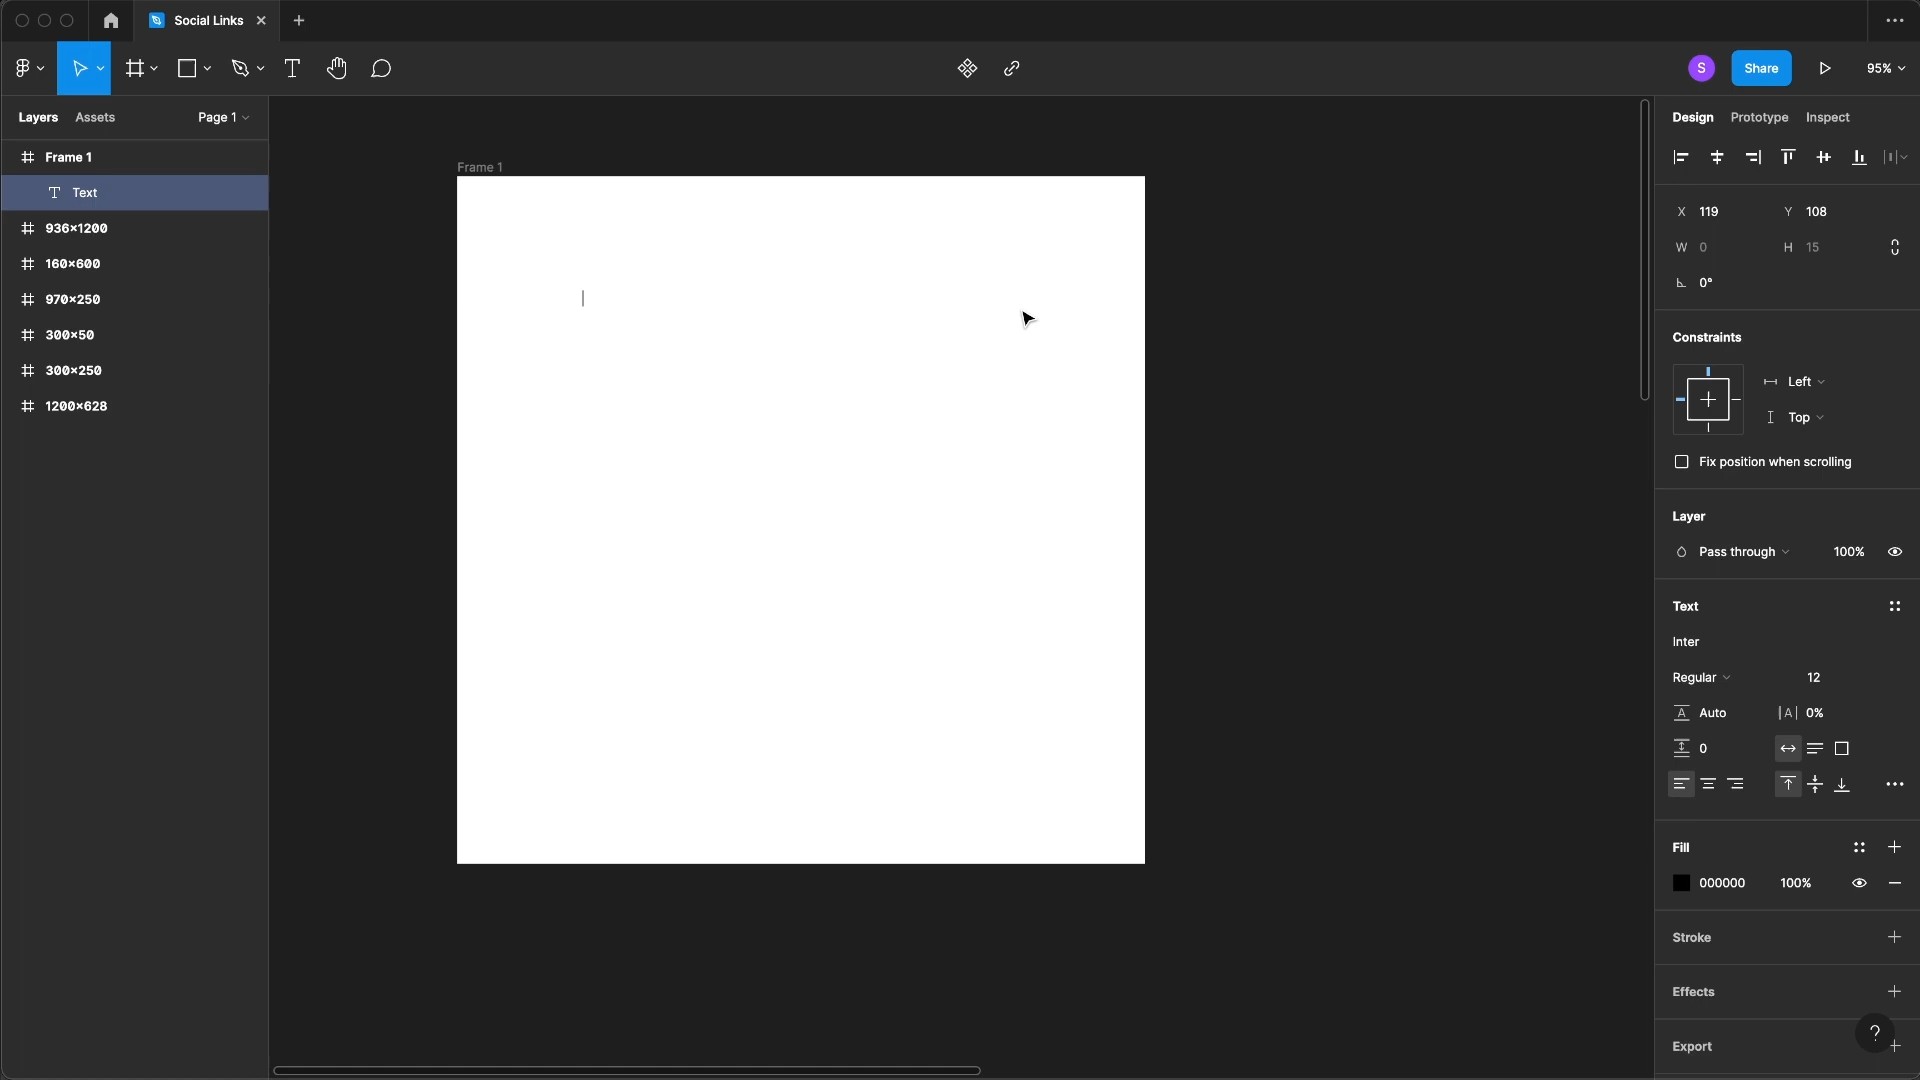 Social Links
S
Share
95%
Layers
Assets
Page 1
Design
Prototype
Inspect
Frame 1
Text
936×1200
160×600
970×250
300×50
300×250
1200×628
Frame 1
X 119
Y 108
W 0
H 15
0°
Constraints
Left
Top
Fix position when scrolling
Layer
Pass through
100%
Text
Inter
Regular
12
Auto
0%
0
Fill
000000
100%
Stroke
Effects
?
Export